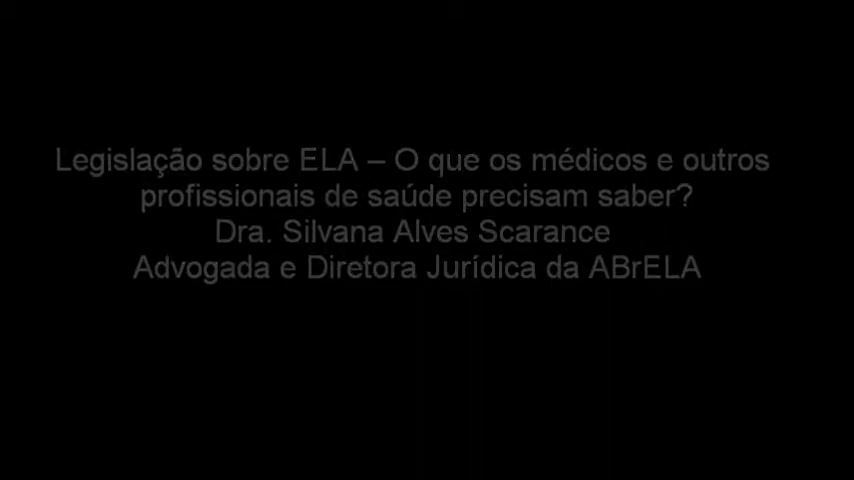 Legislação sobre ELA – O que os médicos e outros
profissionais de saúde precisam saber?
Dra. Silvana Alves Scarance
Advogada e Diretora Jurídica da ABrELA